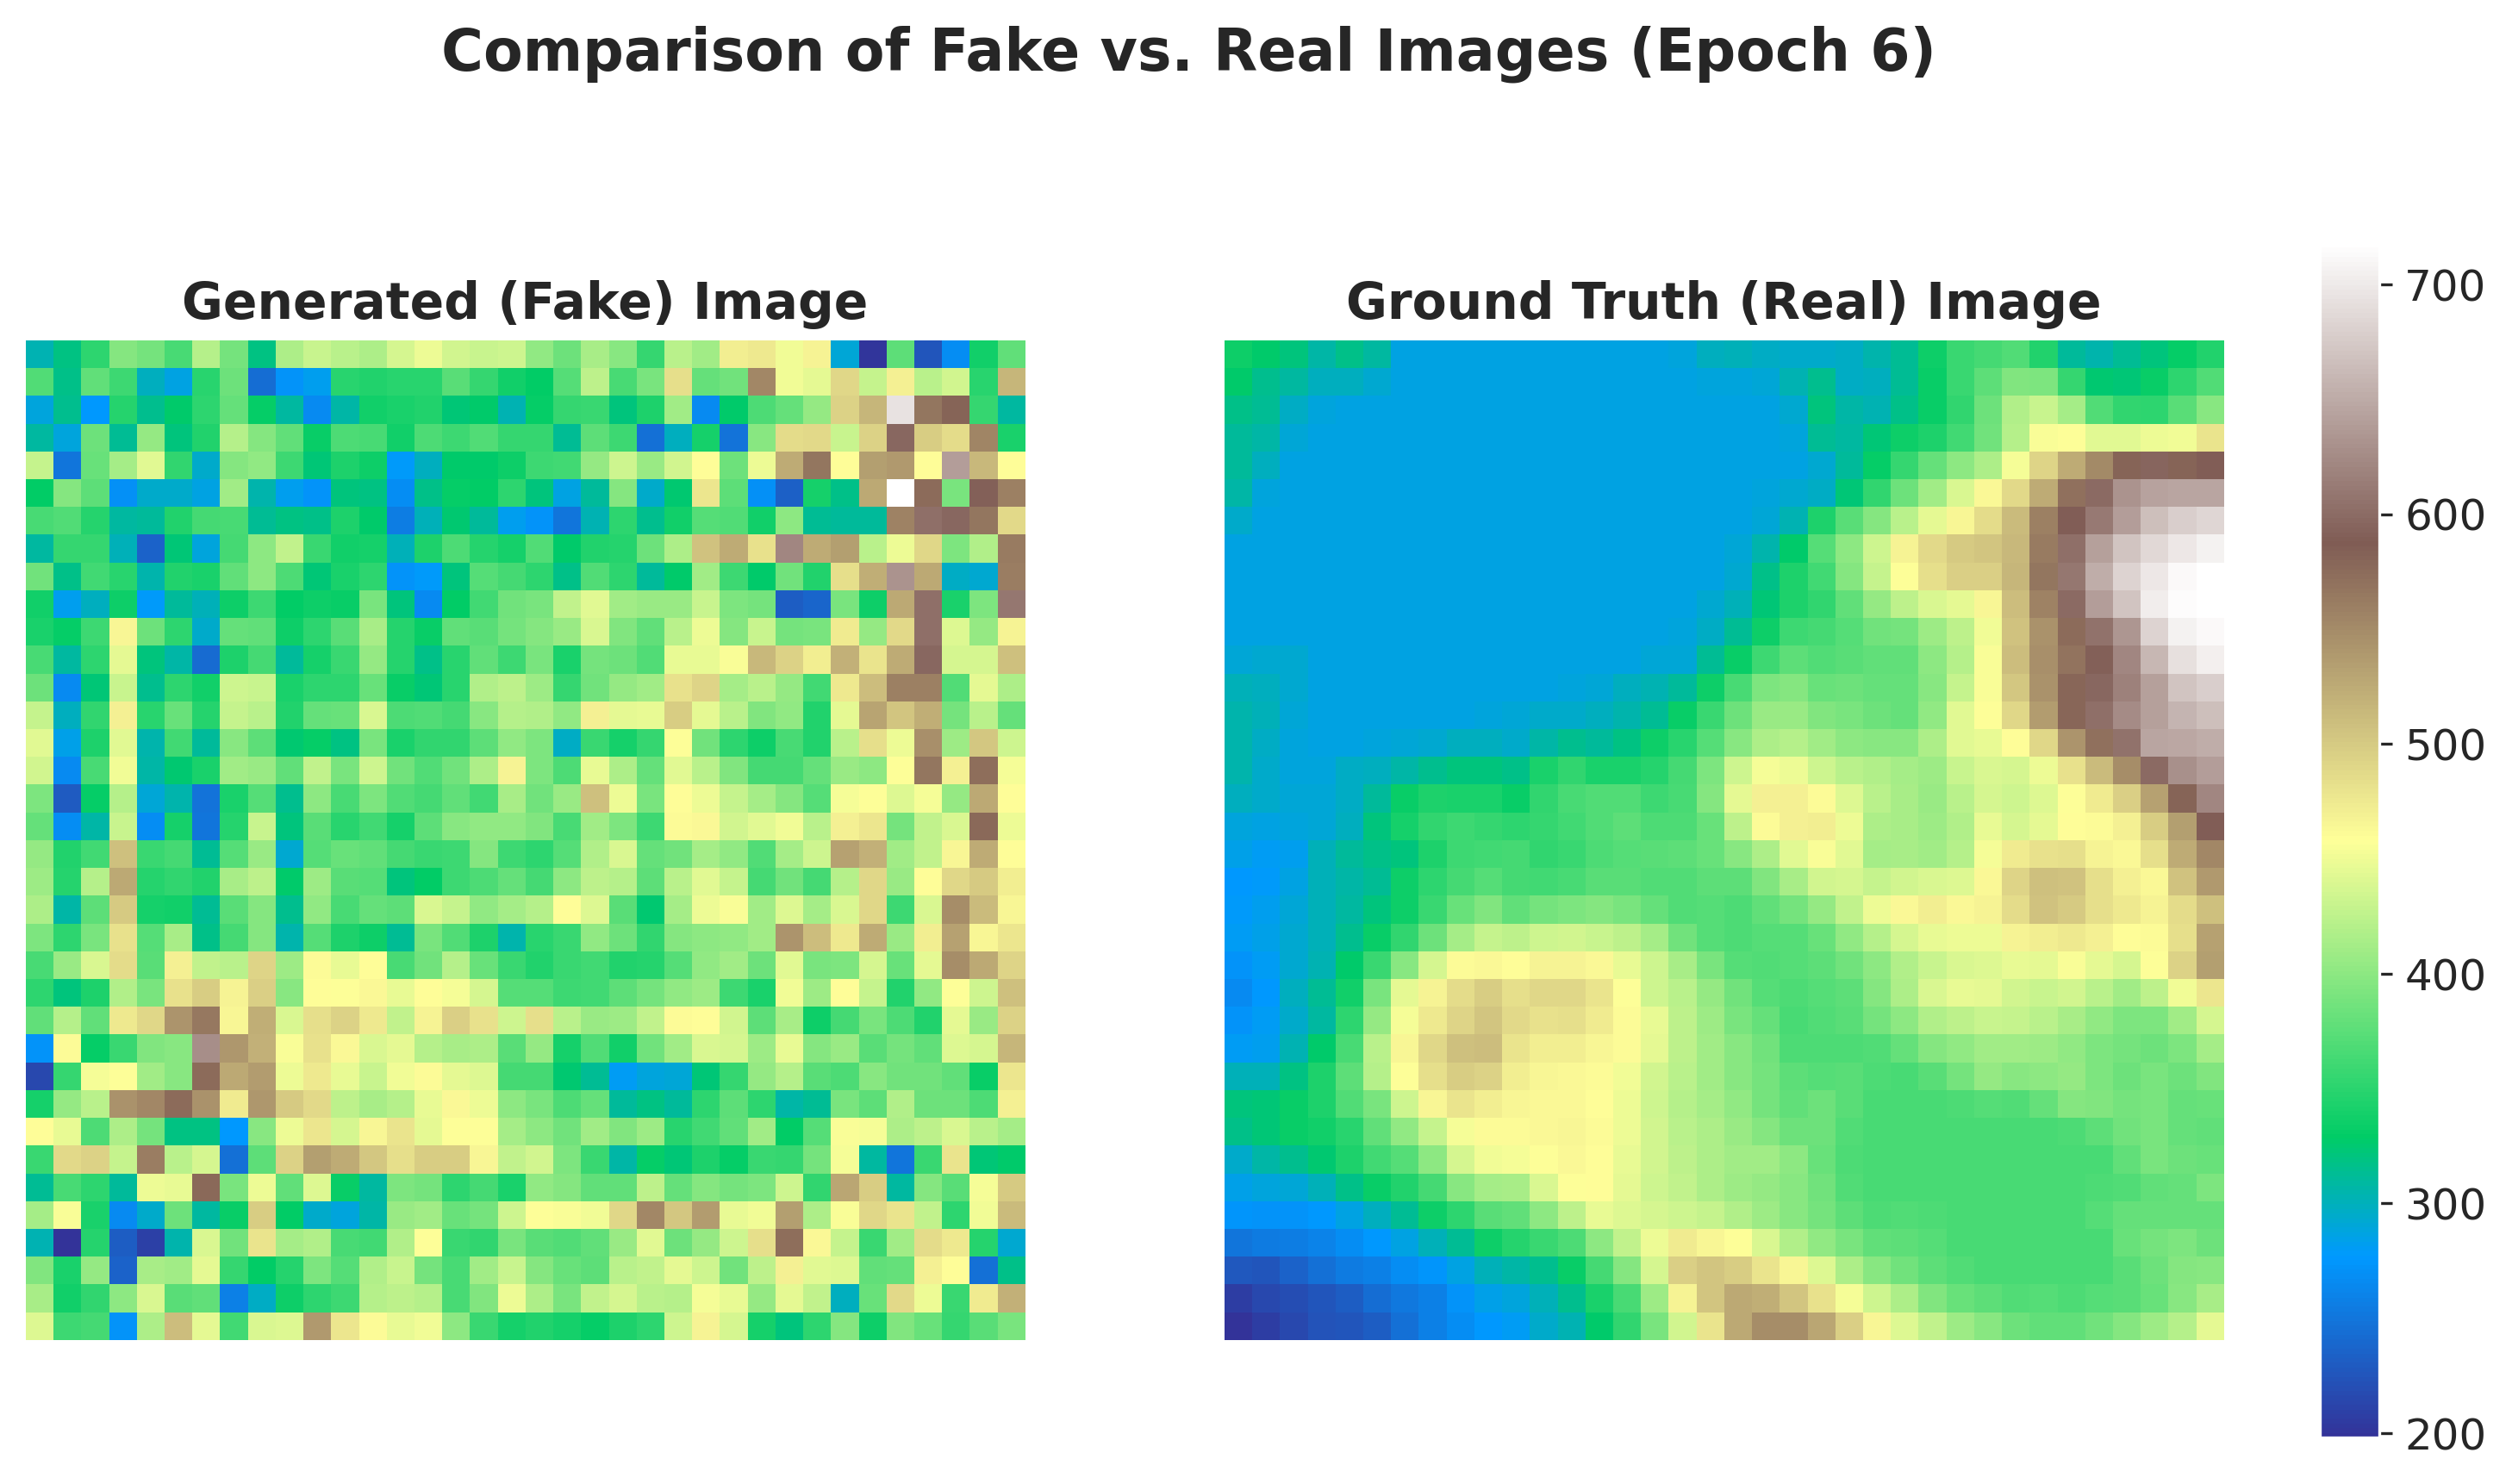 Comparison of Fake vs. Real Images (Epoch 6)
Generated (Fake) Image
Ground Truth (Real) Image
700
600
500
400
300
200